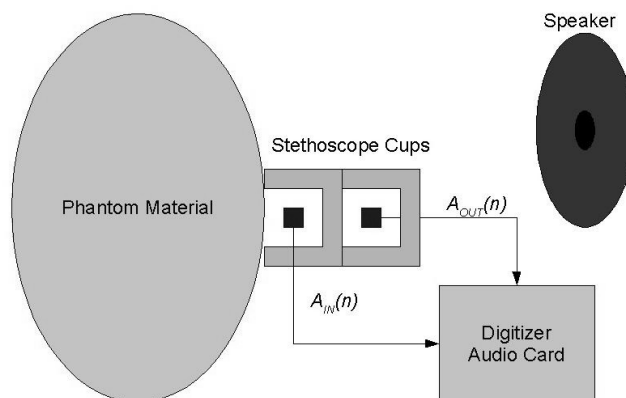 Speaker
Stethoscope Cups
Phantom Material
A_OUT(n)
A_IN(n)
Digitizer
Audio Card